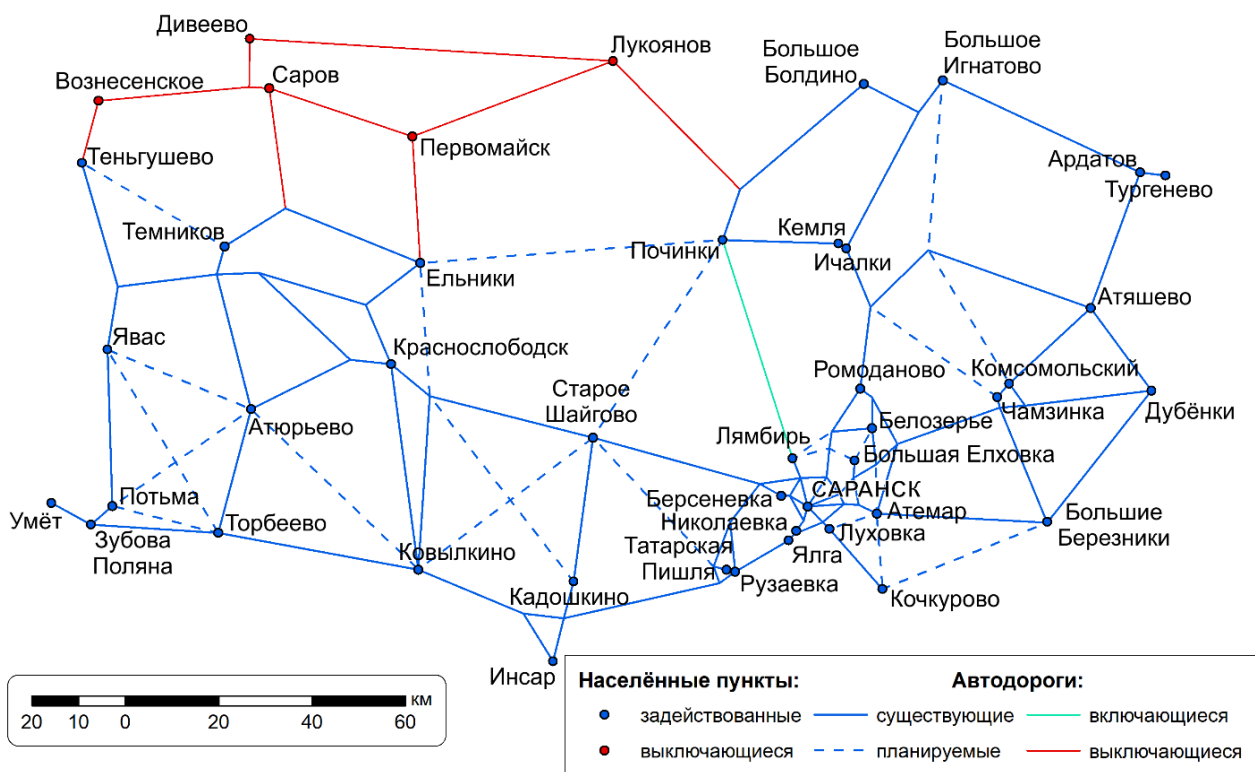 Дивеево
Лукоянов
Большое
Болдино
Большое
Игнатово
Вознесенское
Саров
Первомайск
Теньгушево
Ардатов
Тургенево
Темников
Ельники
Починки
Кемля
Ичалки
Атяшево
Явас
Краснослободск
Старое
Шайгово
Ромоданово
Комсомольский
Чамзинка
Дубёнки
Атюрьево
Лямбирь
Белозерье
Большая Елховка
Потьма
Умёт
Зубова
Поляна
Торбеево
Ковылкино
Берсеневка
САРАНСК
Николаевка
Атемар
Луховка
Большие
Березники
Татарская
Пишля
Ялга
Рузаевка
Кадошкино
Кочкурово
Инсар
км
20 10 0 20 40 60
Населённые пункты:
Автодороги:
задействованные
существующие
включающиеся
выключающиеся
планируемые
выключающиеся